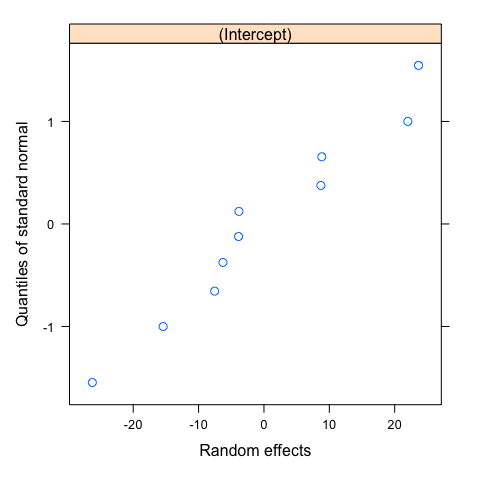 (Intercept)
Quantiles of standard normal
1
0
-1
-20
-10
0
10
20
Random effects